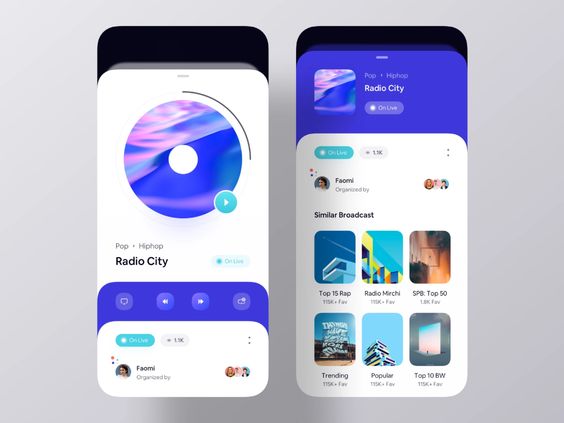 Pop • Hiphop
Radio City
On Live
On Live
1.1K
Faomi
Organized by
Pop • Hiphop
Radio City
On Live
On Live
1.1K
Faomi
Organized by
Similar Broadcast
Top 15 Rap
115K+ Fav
Radio Mirchi
115K+ Fav
SPB: Top 50
1.8K Fav
Trending
115K+ Fav
Popular
115K+ Fav
Top 10 BW
115K+ Fav